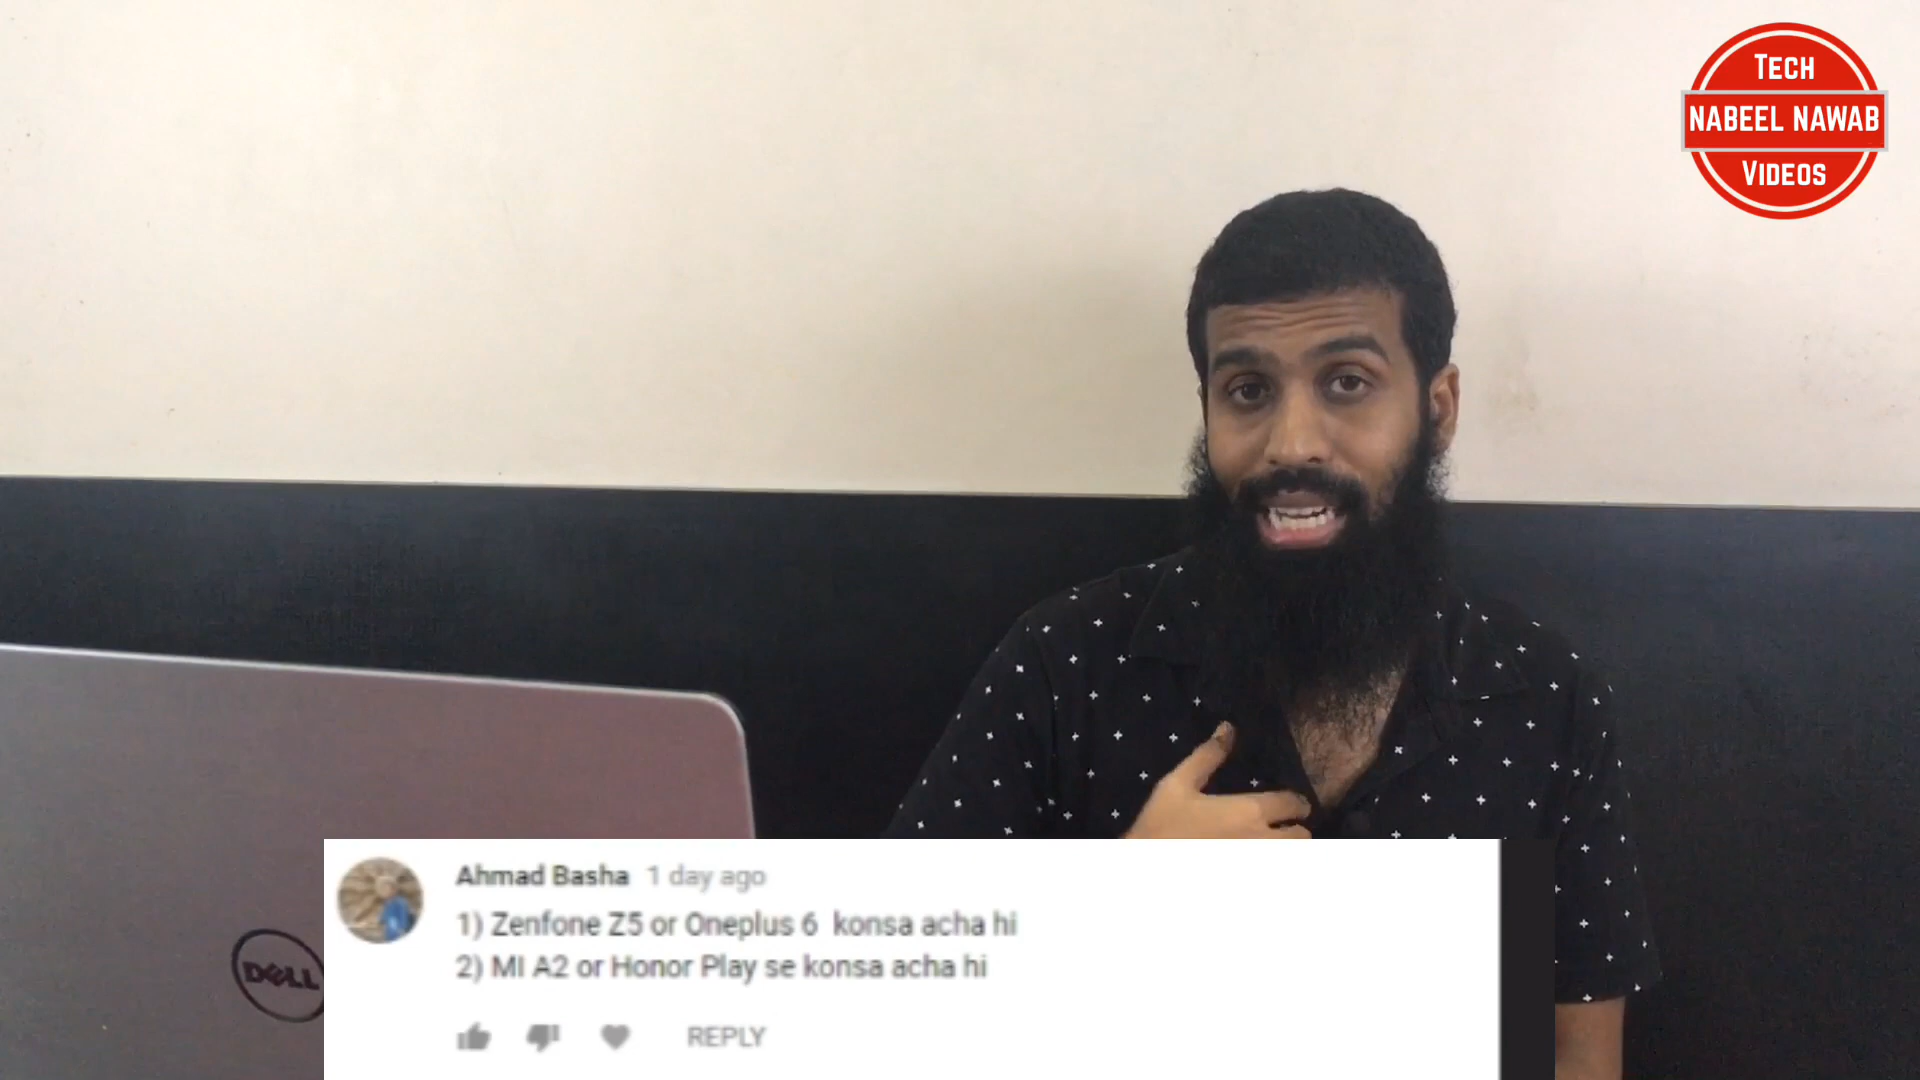 TECH
NABEEL NAWAB
VIDEOS
Ahmad Basha 1 day ago
1) Zenfone Z5 or Oneplus 6 konsa acha hi
2) MI A2 or Honor Play se konsa acha hi
REPLY
DELL